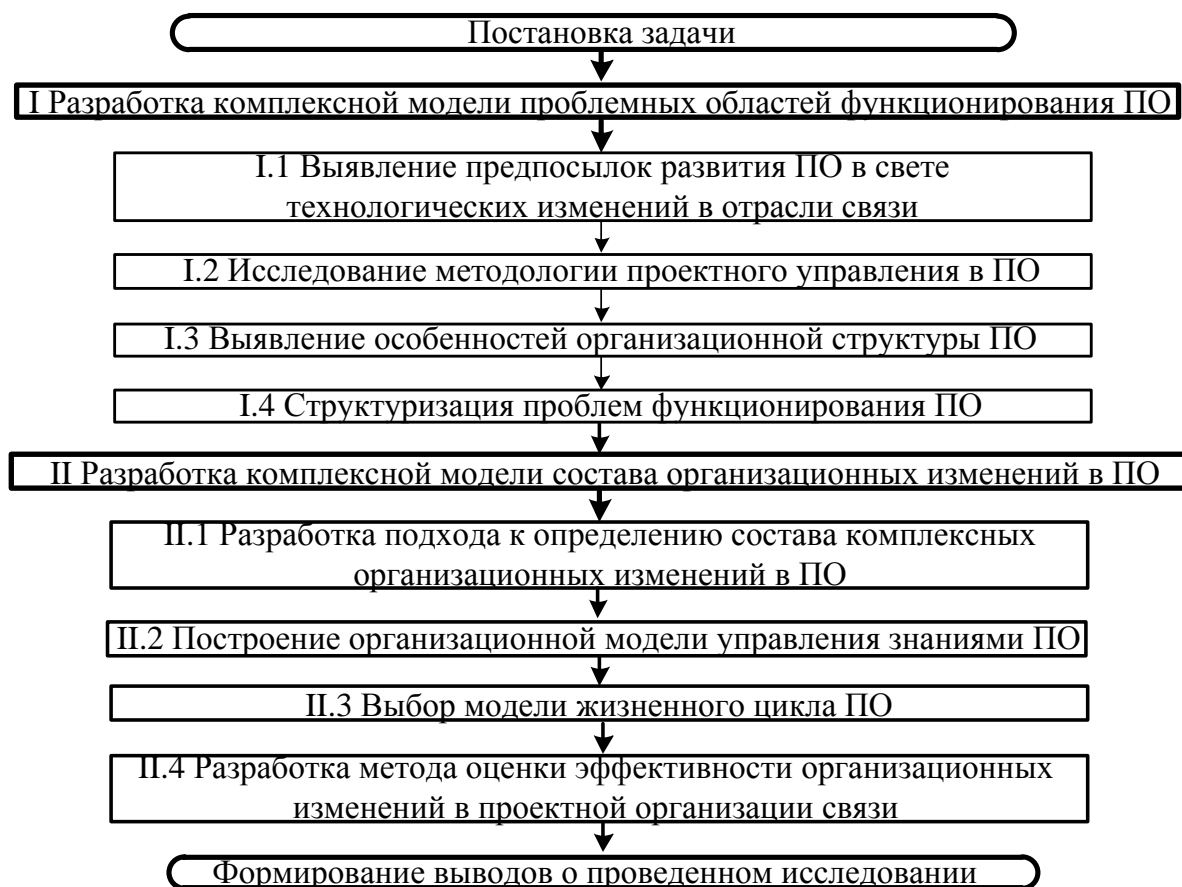 Постановка задачи
I Разработка комплексной модели проблемных областей функционирования ПО
I.1 Выявление предпосылок развития ПО в свете
технологических изменений в отрасли связи
I.2 Исследование методологии проектного управления в ПО
I.3 Выявление особенностей организационной структуры ПО
I.4 Структуризация проблем функционирования ПО
II Разработка комплексной модели состава организационных изменений в ПО
II.1 Разработка подхода к определению состава комплексных
организационных изменений в ПО
II.2 Построение организационной модели управления знаниями ПО
II.3 Выбор модели жизненного цикла ПО
II.4 Разработка метода оценки эффективности организационных
изменений в проектной организации связи
Формирование выводов о проведенном исследовании